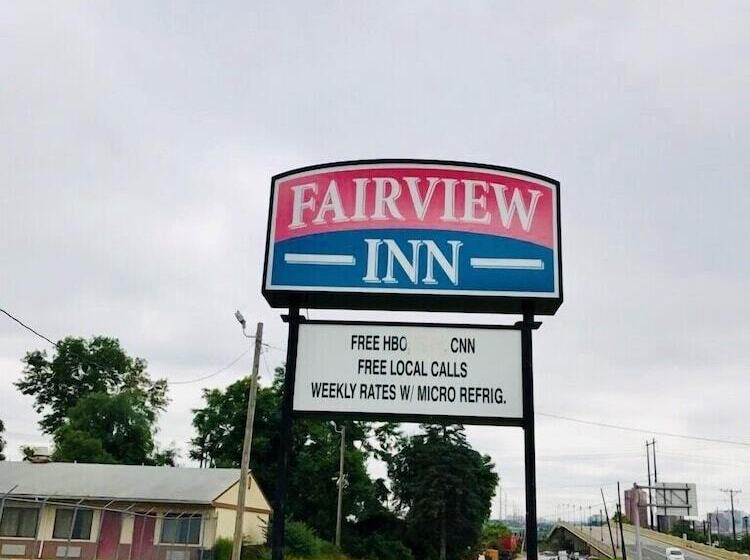 FAIRVIEW
INN
FREE HBO CNN
FREE LOCAL CALLS
WEEKLY RATES W/ MICRO REFRIG.